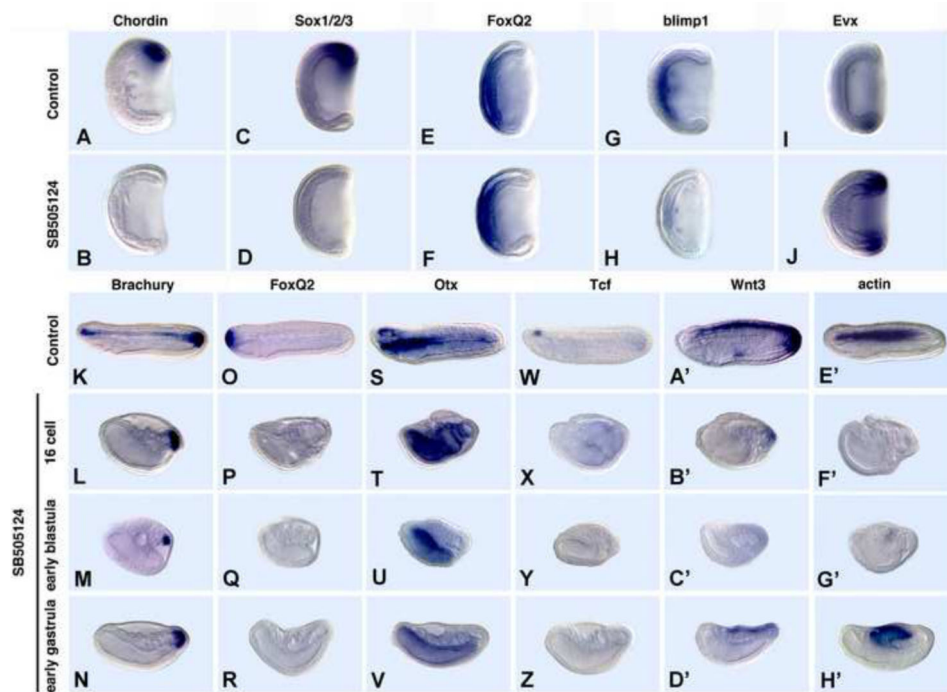 Chordin Sox1/2/3 FoxQ2 blimp1 Evx
Control
A C E G I
SB505124
B D F H J
Brachury FoxQ2 Otx Tcf Wnt3 actin
Control
K O S W A' E'
SB505124
16 cell
L P T X B' F'
early blastula
M Q U Y C' G'
early gastrula
N R V Z D' H'